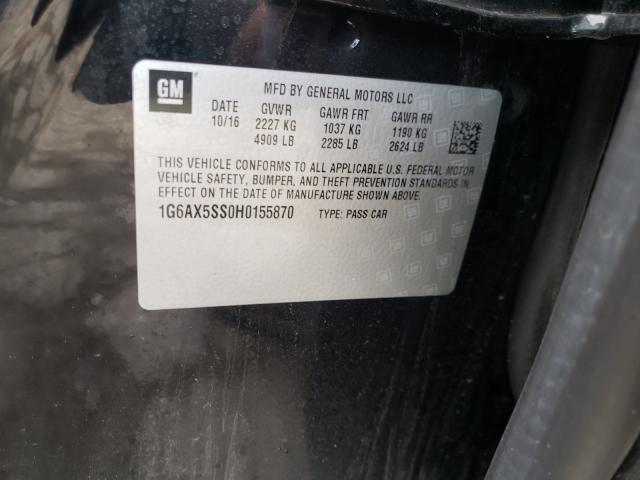 GM
MFD BY GENERAL MOTORS LLC
DATE GVWR GAWR FRT GAWR RR
10/16 2227 KG 1037 KG 1190 KG
4909 LB 2285 LB 2624 LB
THIS VEHICLE CONFORMS TO ALL APPLICABLE U.S. FEDERAL MOTOR
VEHICLE SAFETY, BUMPER, AND THEFT PREVENTION STANDARDS IN
EFFECT ON THE DATE OF MANUFACTURE SHOWN ABOVE.
1G6AX5SS0H0155870 TYPE: PASS CAR